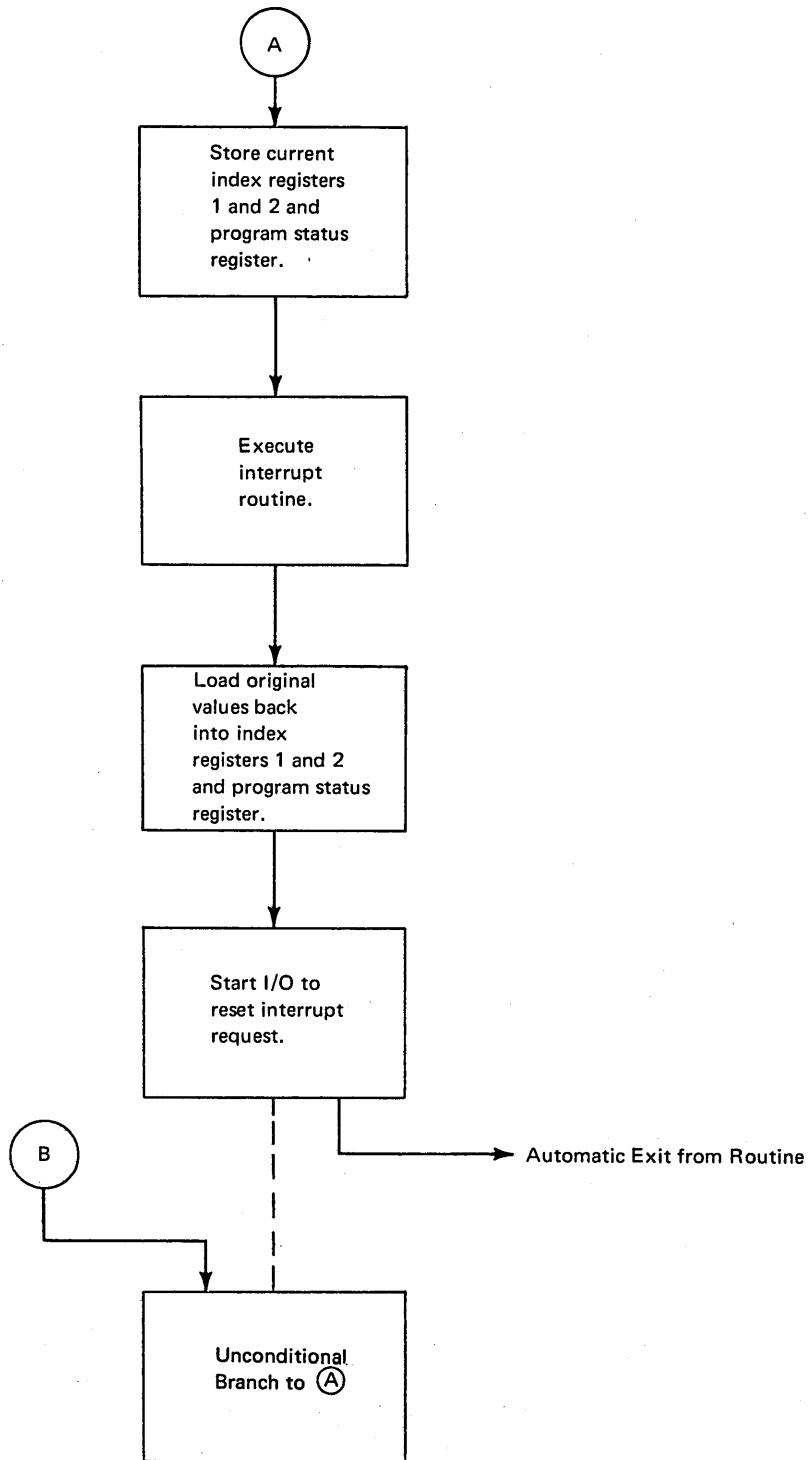 A
Store current
index registers
1 and 2 and
program status
register.
Execute
interrupt
routine.
Load original
values back
into index
registers 1 and 2
and program status
register.
Start I/O to
reset interrupt
request.
B
Automatic Exit from Routine
Unconditional
Branch to A